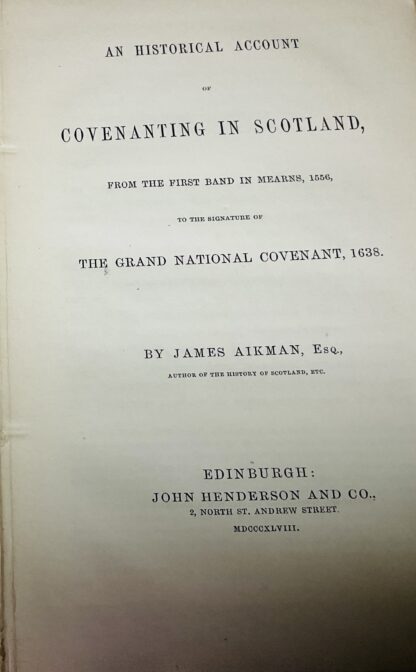 AN HISTORICAL ACCOUNT
OF
COVENANTING IN SCOTLAND,
FROM THE FIRST BAND IN MEARNS, 1556,
TO THE SIGNATURE OF
THE GRAND NATIONAL COVENANT, 1638.
BY JAMES AIKMAN, Esq.,
AUTHOR OF THE HISTORY OF SCOTLAND, ETC.
EDINBURGH:
JOHN HENDERSON AND CO.,
2, NORTH ST. ANDREW STREET.
MDCCCXLVIII.